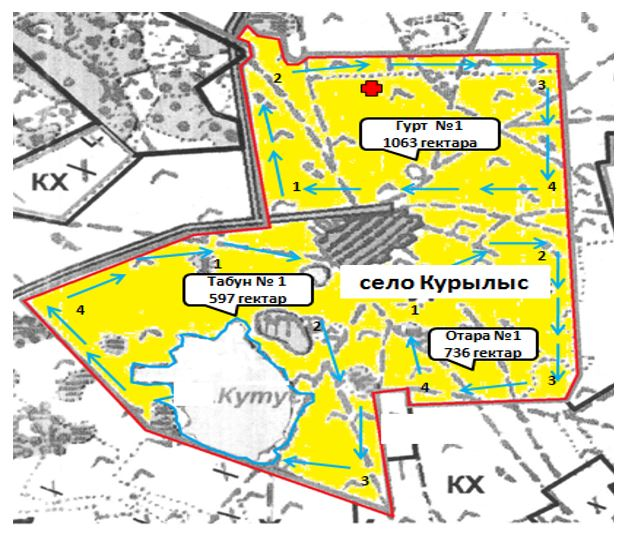 2
3
Гурт №1
1063 гектара
КХ
1
4
1
2
Табун № 1
597 гектар
село Курылыс
4
1
2
Отара №1
736 гектар
3
4
Кутус
КХ
3